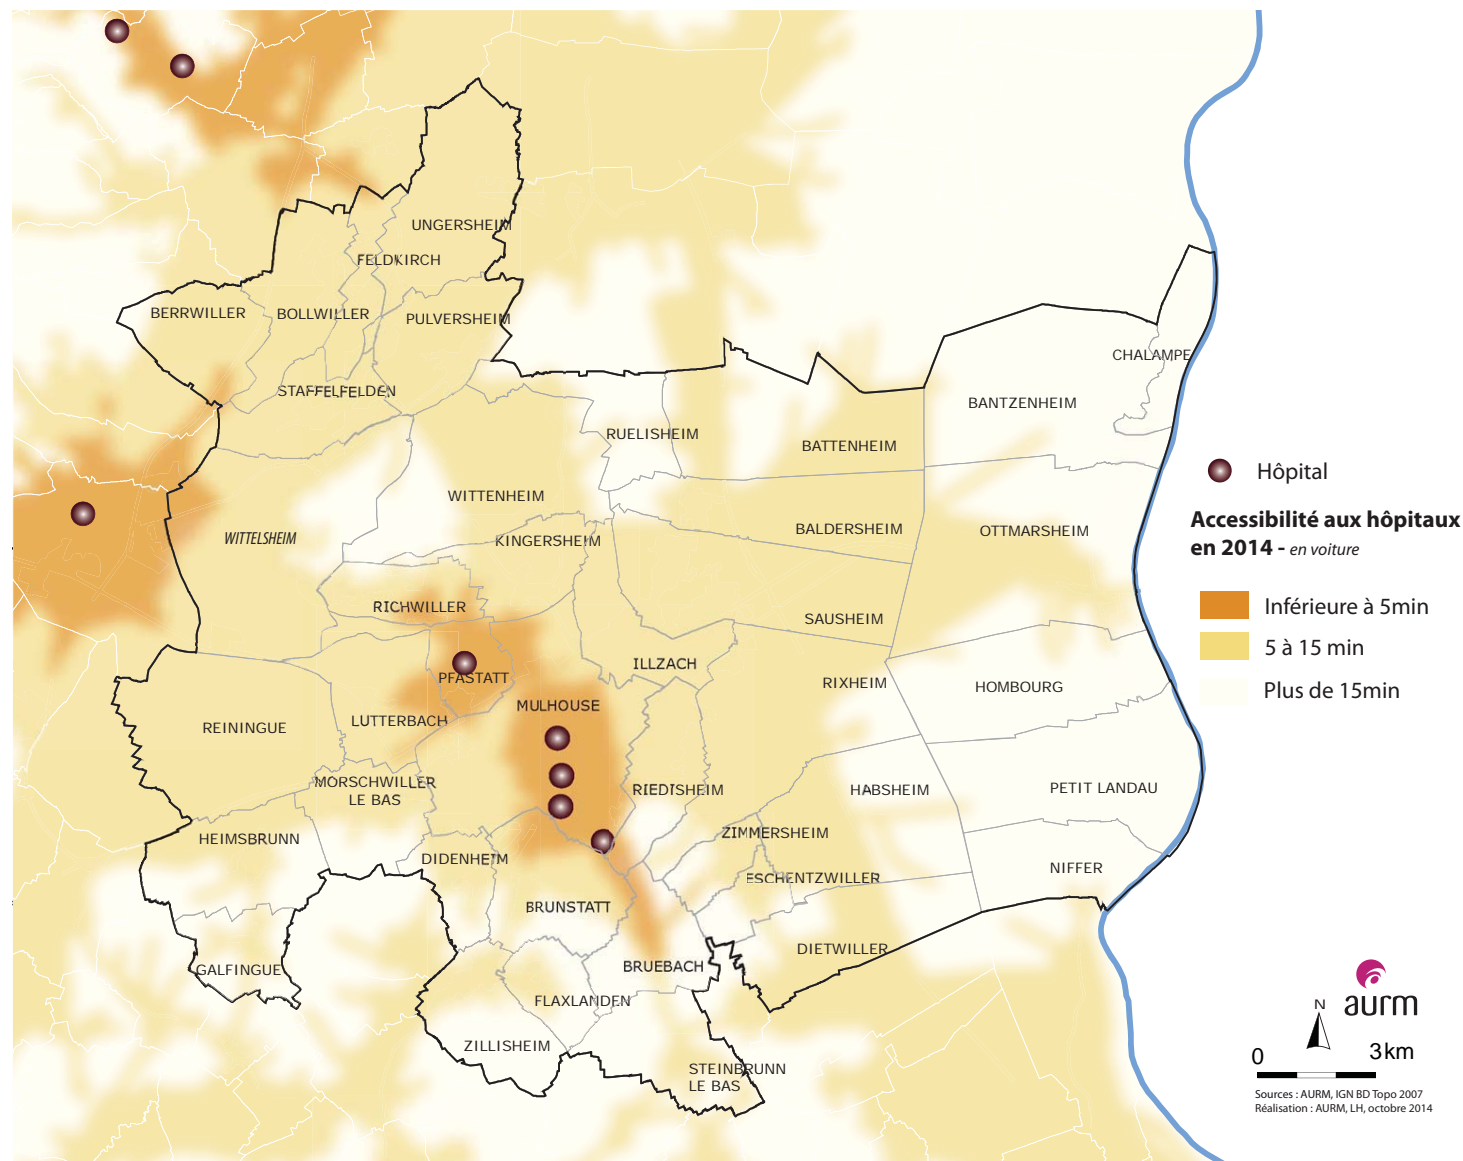 UNGERSHEIM
FELDKIRCH
BERRWILLER
BOLLWILLER
PULVERSHEIM
CHALAMPE
STAFFELFELDEN
BANTZENHEIM
RUELISHEIM
BATTENHEIM
WITTENHEIM
WITTELSHEIM
KINGERSHEIM
BALDERSHEIM
OTTMARSHEIM
RICHWILLER
SAUSHEIM
ILLZACH
PFASTATT
RIXHEIM
HOMBOURG
MULHOUSE
LUTTERBACH
REININGUE
MORSCHWILLER
LE BAS
RIEDISHEIM
HABSHEIM
PETIT LANDAU
HEIMSBRUNN
ZIMMERSHEIM
DIDENHEIM
NIFFER
ESCHENTZWILLER
BRUNSTATT
DIETWILLER
GALFINGUE
BRUEBACH
FLAXLANDEN
ZILLISHEIM
STEINBRUNN
LE BAS
Hôpital
Accessibilité aux hôpitaux
en 2014 - en voiture
Inférieure à 5min
5 à 15 min
Plus de 15min
aurm
N
0 3km
Sources : AURM, IGN BD Topo 2007
Réalisation : AURM, LH, octobre 2014